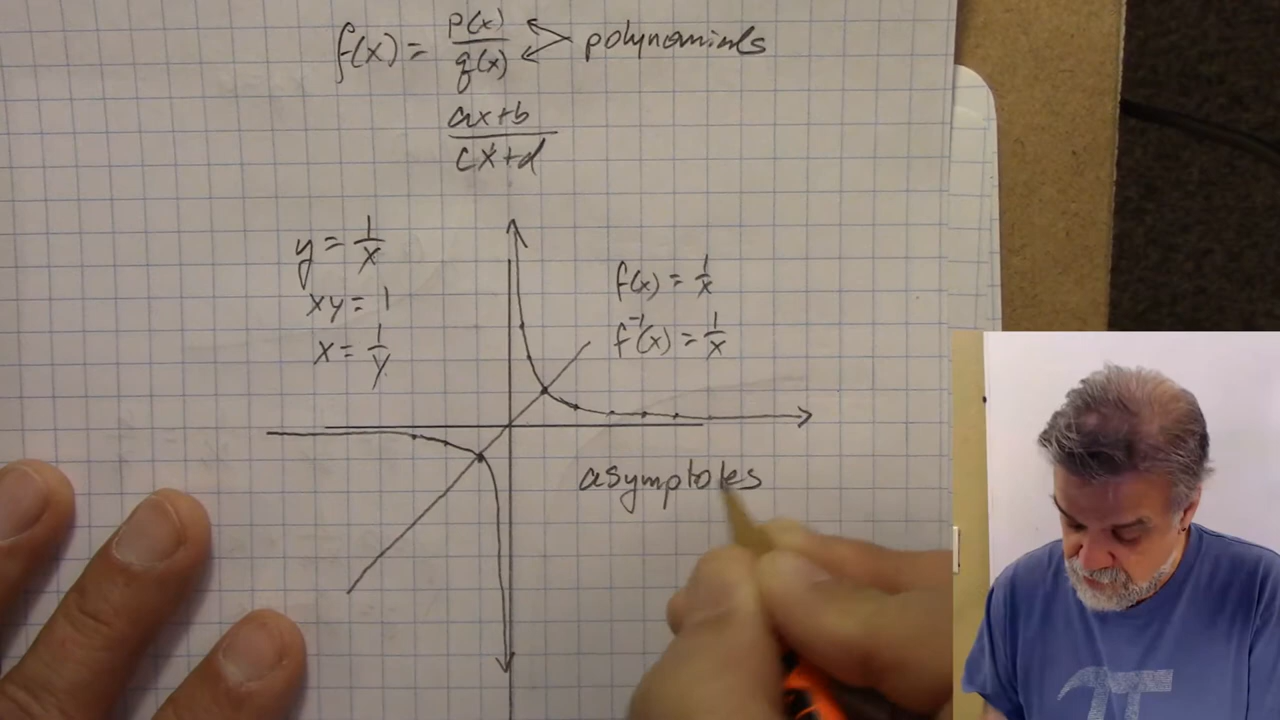 f(x) = p(x)/q(x) polynomials
ax+b/cx+d
y = 1/x
xy = 1
x = 1/y
f(x) = 1/x
f⁻¹(x) = 1/x
asymptotes
π